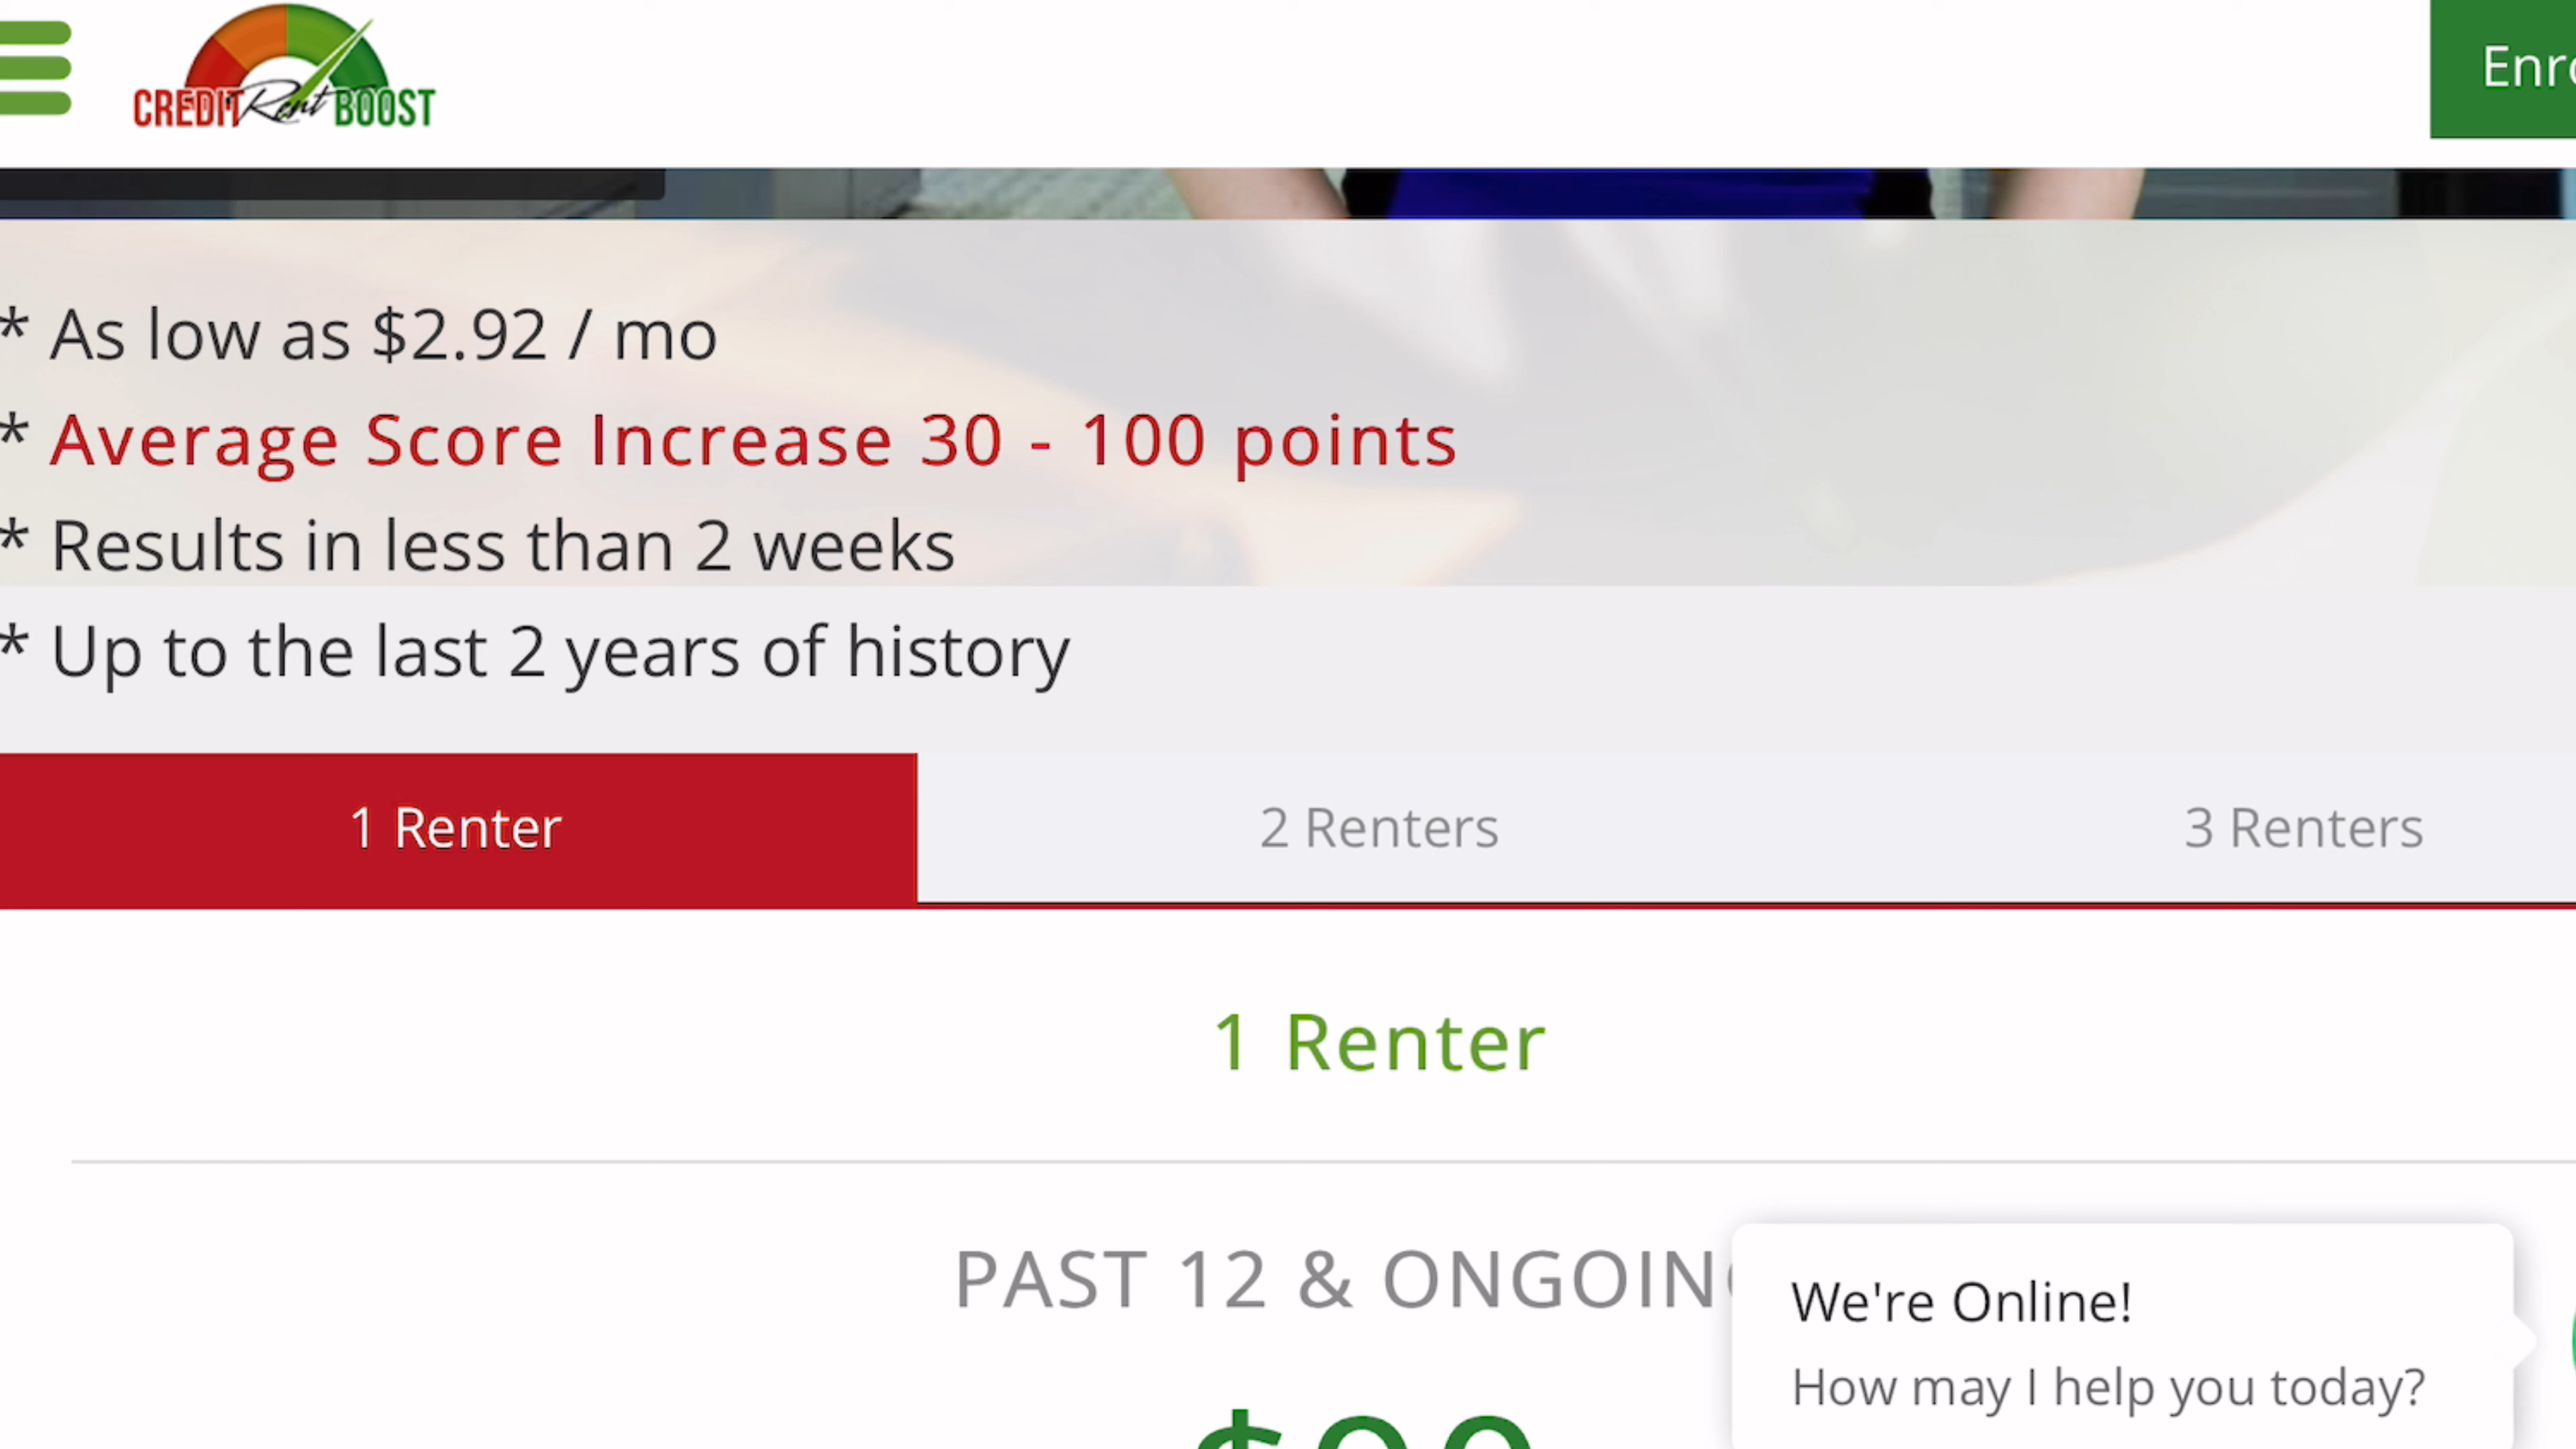 CREDIT Rent BOOST
* As low as $2.92 / mo
* Average Score Increase 30 - 100 points
* Results in less than 2 weeks
* Up to the last 2 years of history
1 Renter
2 Renters
3 Renters
1 Renter
PAST 12 & ONGOIN
We're Online!
How may I help you today?